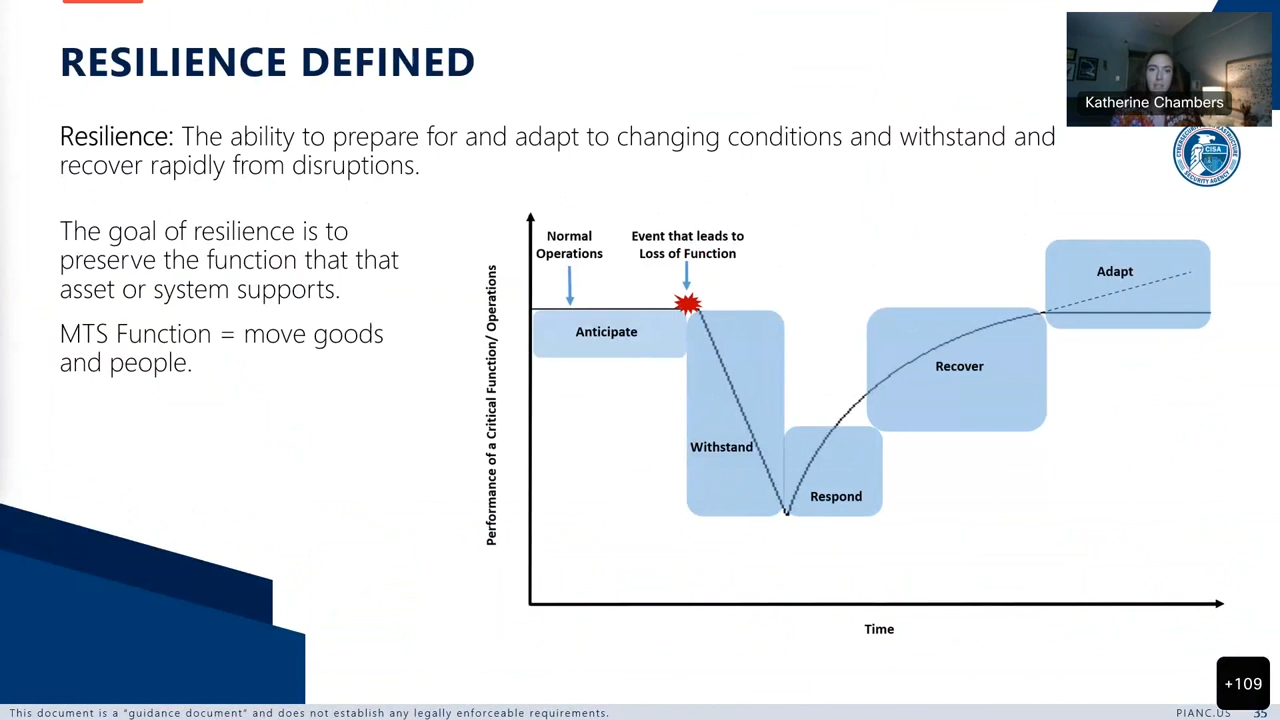 RESILIENCE DEFINED
Katherine Chambers
Resilience: The ability to prepare for and adapt to changing conditions and withstand and
recover rapidly from disruptions.
CISA
SECURITY AGENCY
The goal of resilience is to
preserve the function that that
asset or system supports.
MTS Function = move goods
and people.
Performance of a Critical Function/ Operations
Normal
Operations
Event that leads to
Loss of Function
Anticipate
Withstand
Respond
Recover
Adapt
Time
+109
This document is a "guidance document" and does not establish any legally enforceable requirements.
PIANC.US 35